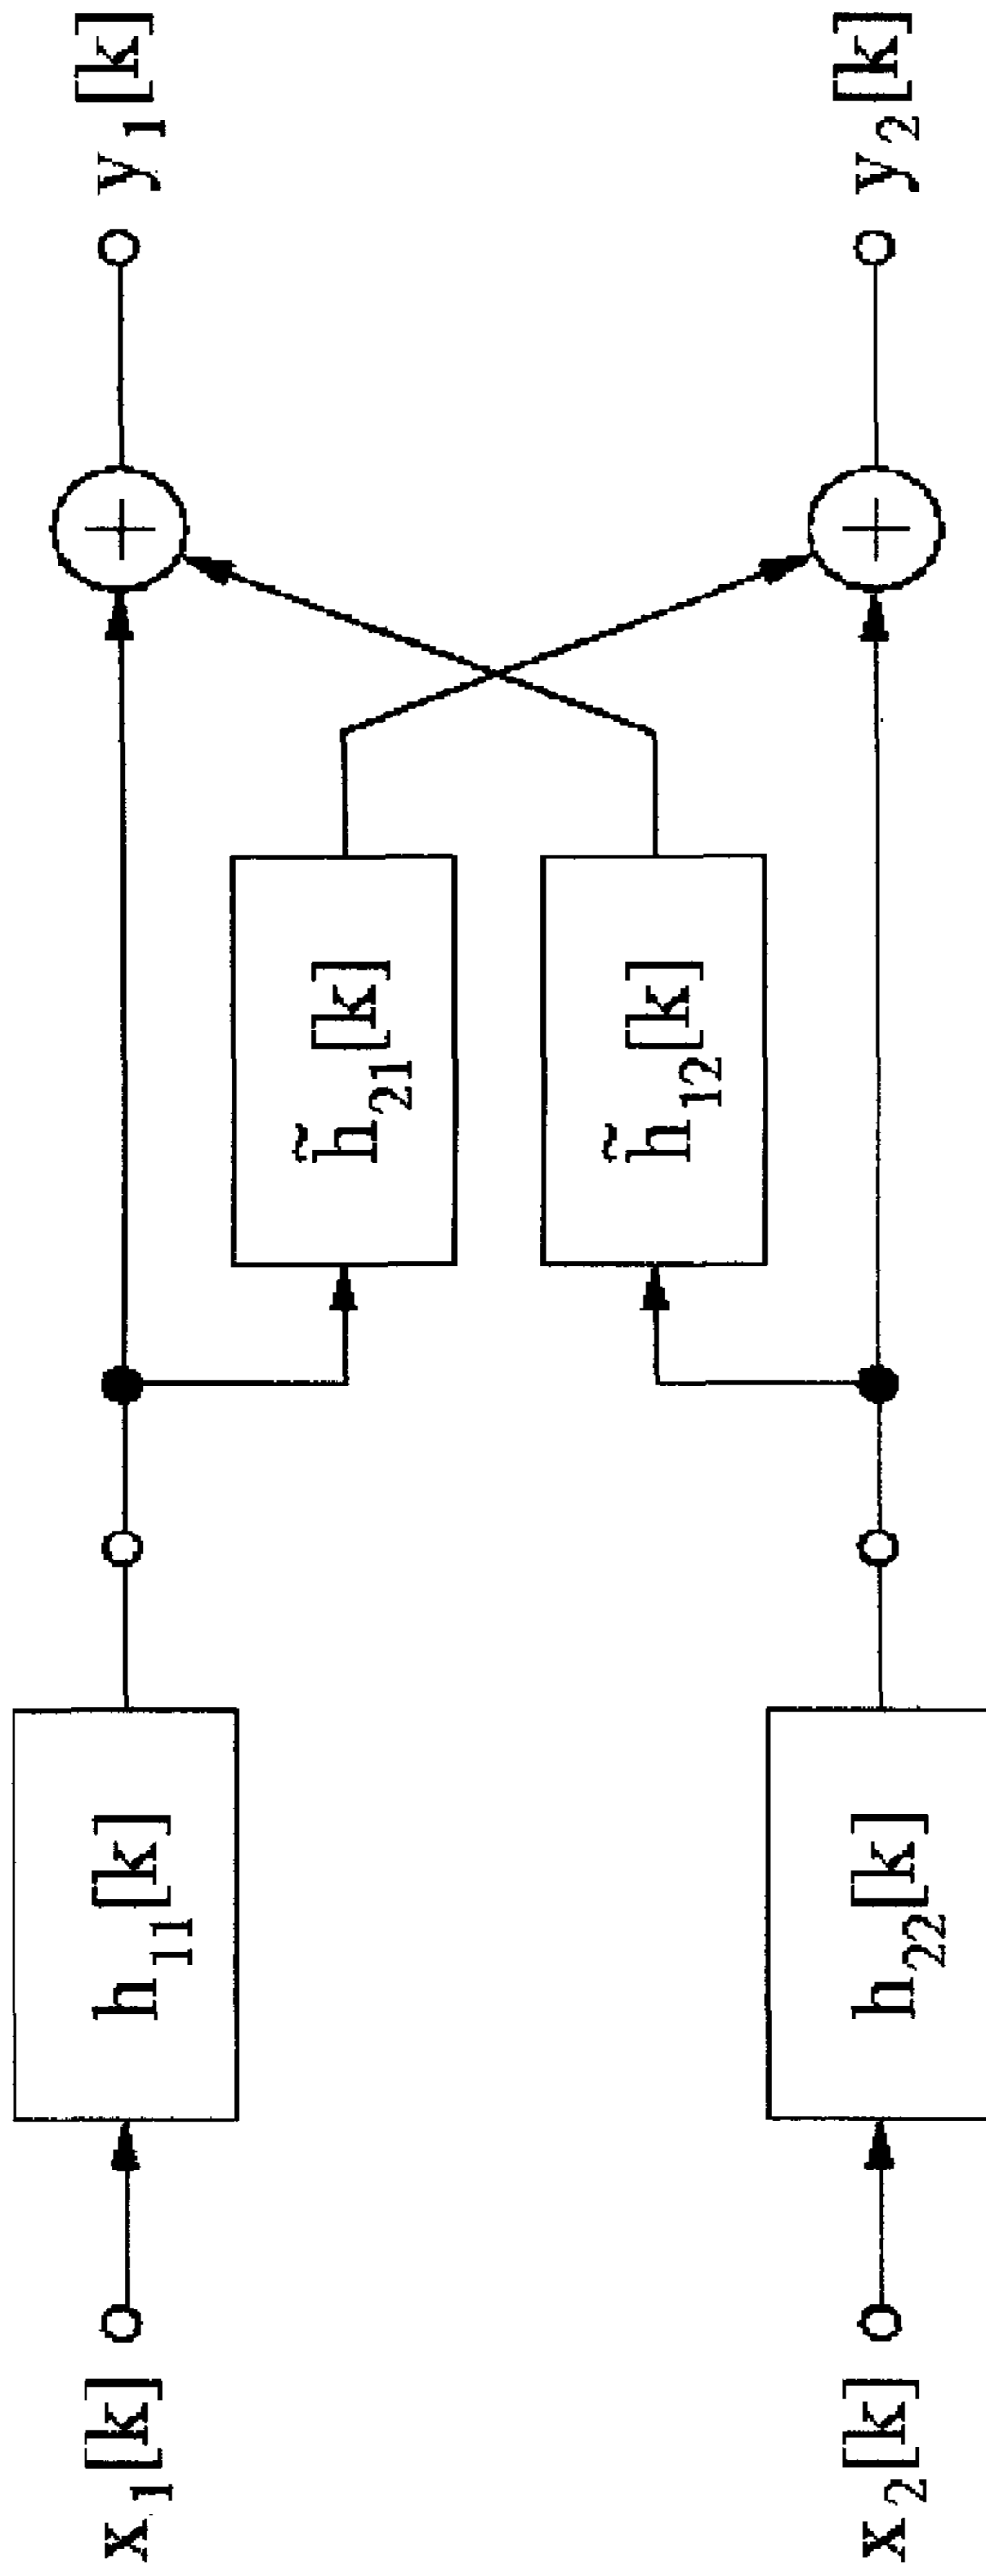 x₁[k]
h₁₁[k]
h̃₂₁[k]
+
y₁[k]
x₂[k]
h₂₂[k]
h̃₁₂[k]
+
y₂[k]